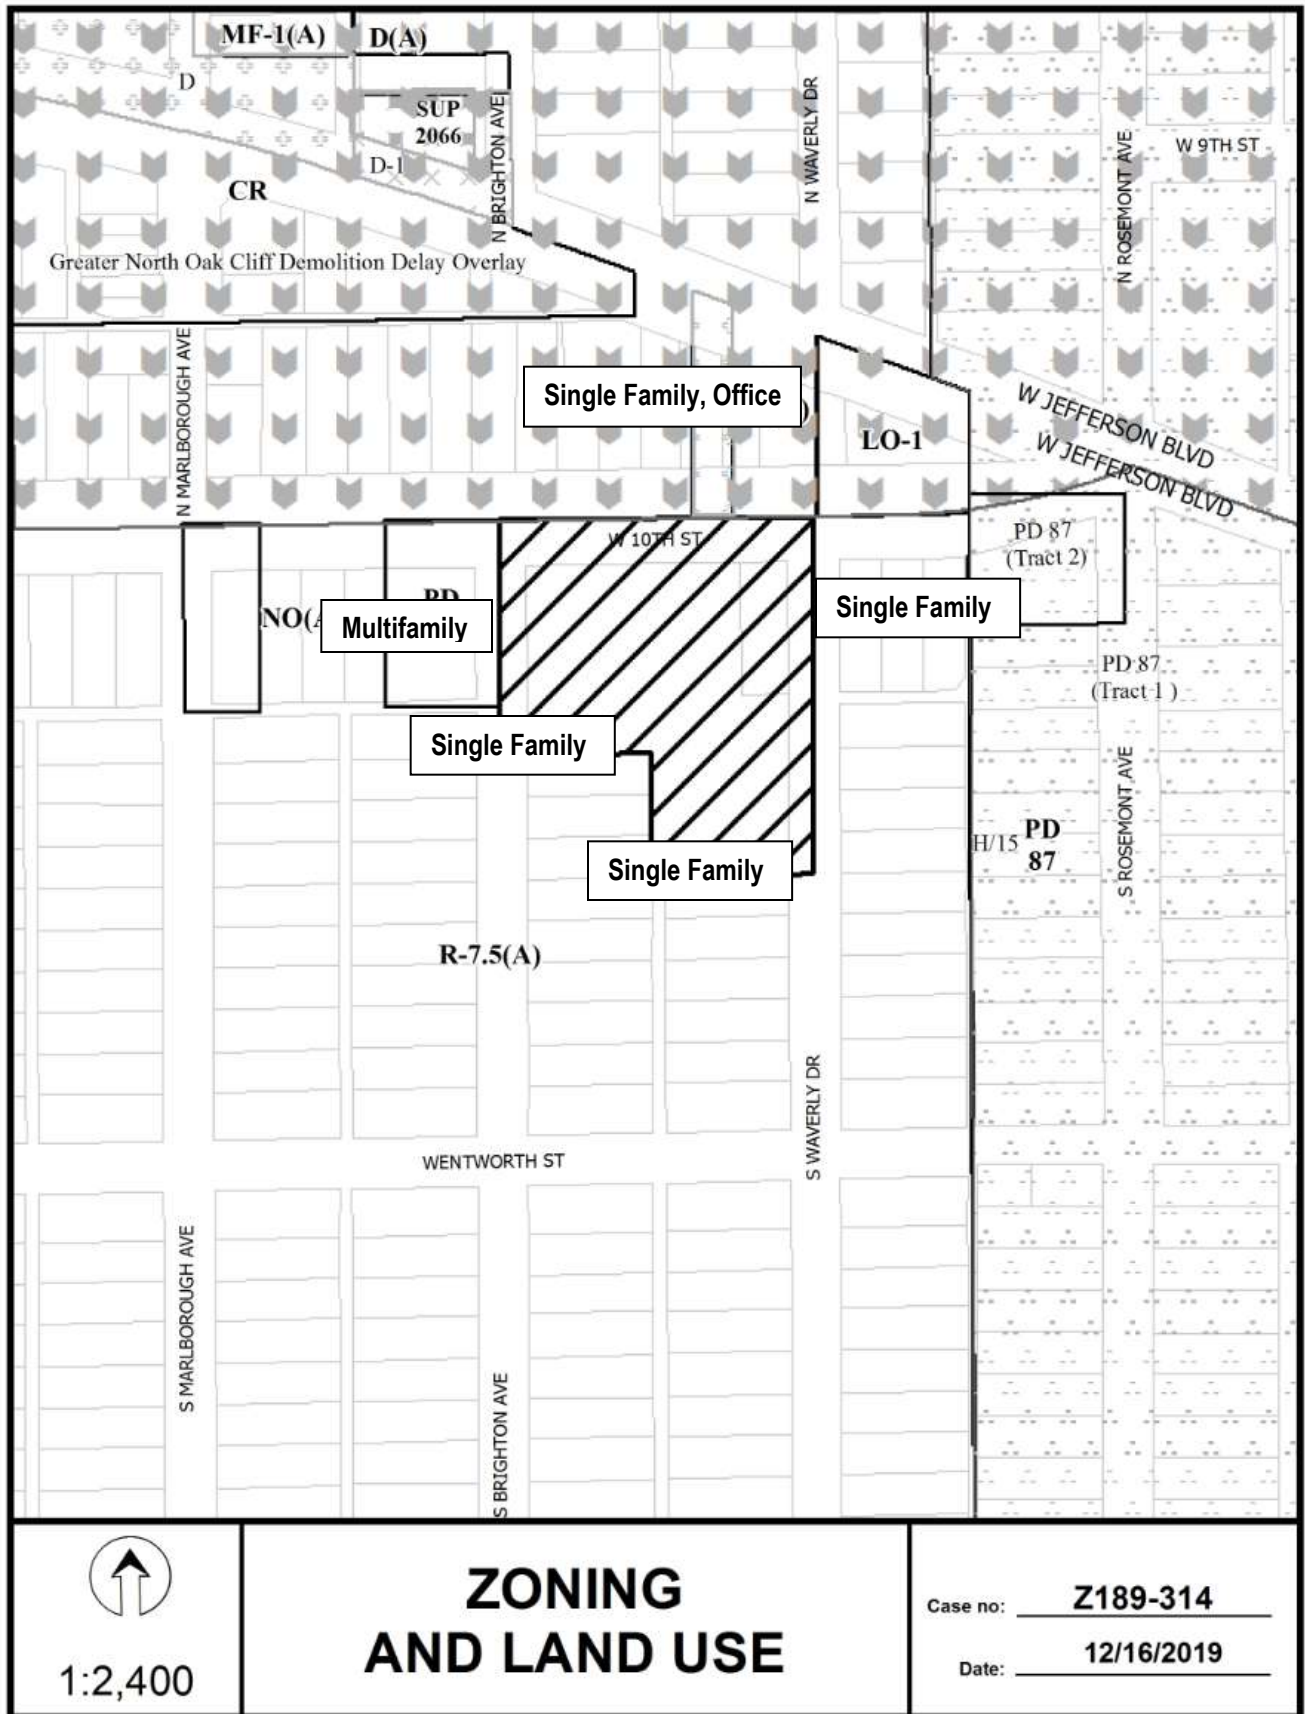 MF-1(A)
D(A)
D
SUP
2066
D-1
CR
N BRIGHTON AVE
N WAVERLY DR
N ROSEMONT AVE
W 9TH ST
Greater North Oak Cliff Demolition Delay Overlay
N MARLBOROUGH AVE
Single Family, Office
)
LO-1
W JEFFERSON BLVD
W JEFFERSON BLVD
W 10TH ST
PD 87
(Tract 2)
NO(
PD
Multifamily
Single Family
PD 87
(Tract 1 )
Single Family
S ROSEMONT AVE
H/15
PD
87
Single Family
R-7.5(A)
S WAVERLY DR
WENTWORTH ST
S MARLBOROUGH AVE
S BRIGHTON AVE
1:2,400
ZONING
AND LAND USE
Case no: Z189-314
Date: 12/16/2019